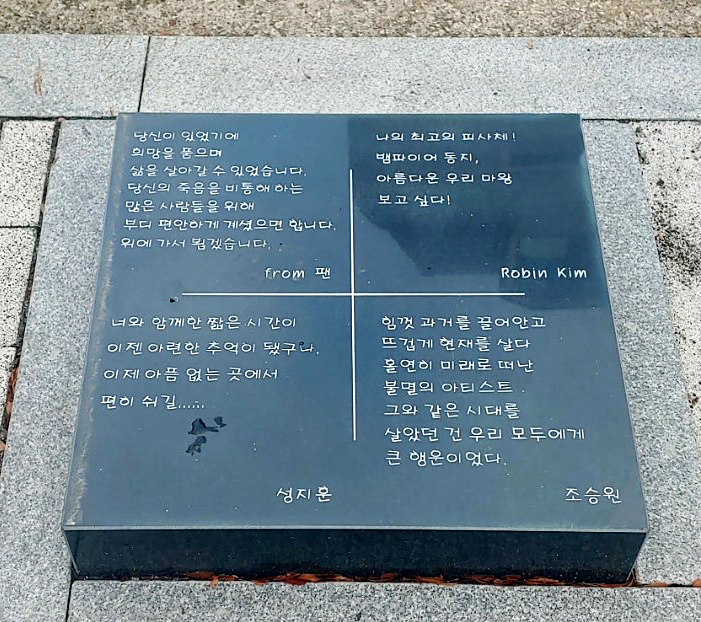 당신이 있었기에
희망을 품으며
삶을 살아갈 수 있었습니다.
당신의 죽음을 비통해 하는
많은 사람들을 위해
부디 편안하게 계셨으면 합니다.
위에 가서 뵙겠습니다.
from 팬
나의 최고의 피사체!
뱀파이어 둥지,
아름다운 우리 마왕
보고 싶다!
Robin Kim
너와 함께한 짧은 시간이
이젠 아련한 추억이 됐구나.
이제 아픔 없는 곳에서
편히 쉬길......
성지훈
힘껏 과거를 끌어안고
뜨겁게 현재를 살다
홀연히 미래로 떠난
불멸의 아티스트.
그와 같은 시대를
살았던 건 우리 모두에게
큰 행운이었다.
조승원